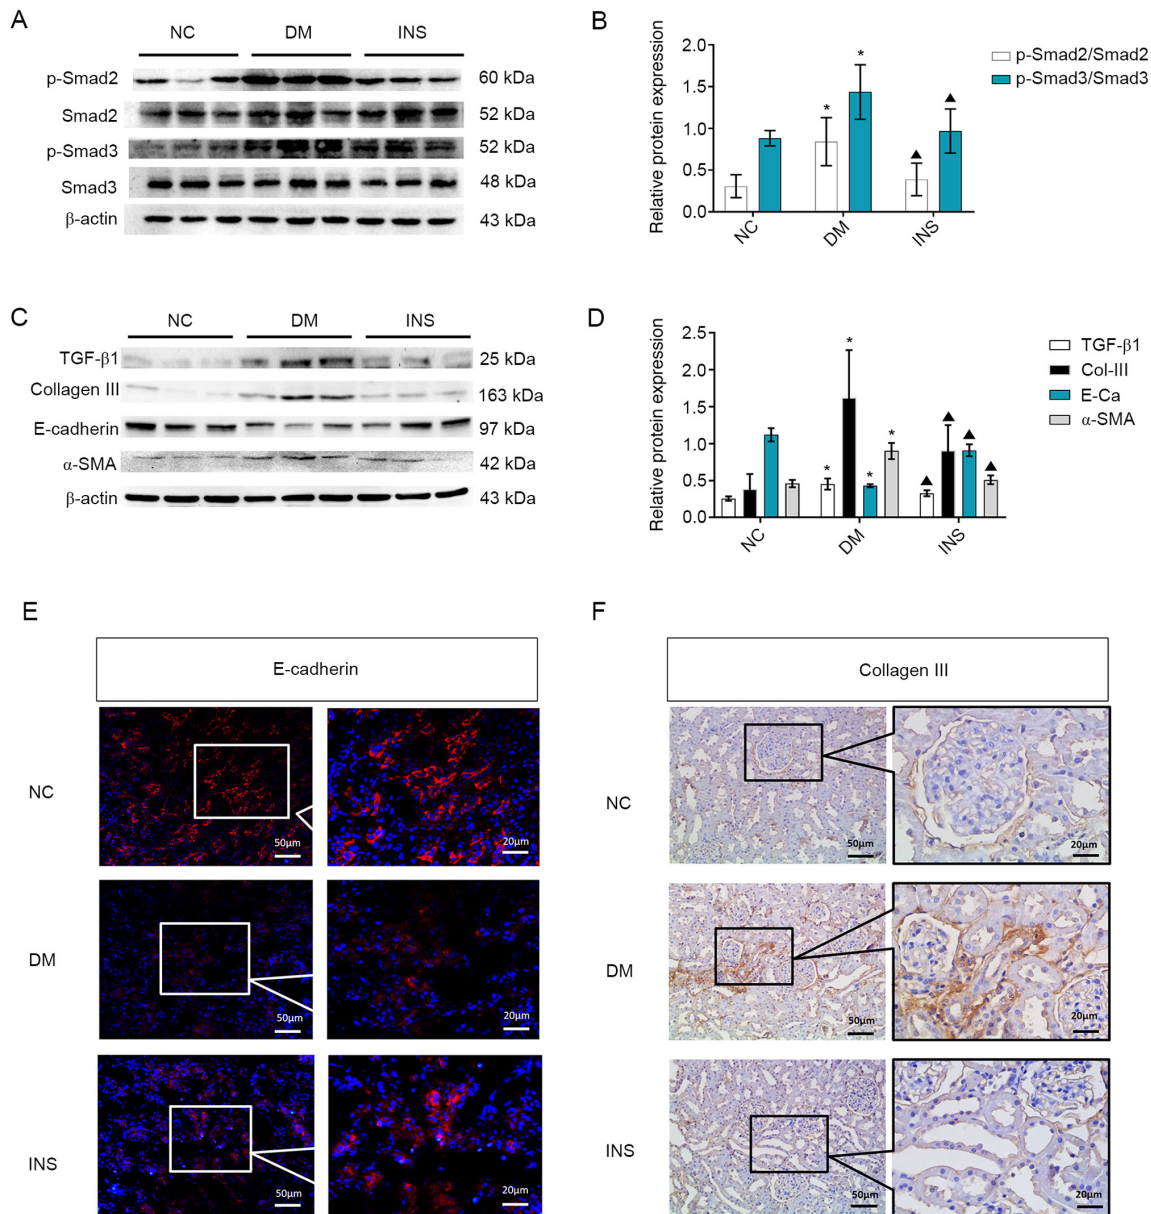 A
NC DM INS
p-Smad2 60 kDa
Smad2 52 kDa
p-Smad3 52 kDa
Smad3 48 kDa
β-actin 43 kDa
B
Relative protein expression
2.0
1.5
1.0
0.5
0.0
* * ▲ ▲
NC DM INS
p-Smad2/Smad2
p-Smad3/Smad3
C
NC DM INS
TGF-β1 25 kDa
Collagen III 163 kDa
E-cadherin 97 kDa
α-SMA 42 kDa
β-actin 43 kDa
D
Relative protein expression
2.5
2.0
1.5
1.0
0.5
0.0
* * * * ▲ ▲ ▲ ▲
NC DM INS
TGF-β1
Col-III
E-Ca
α-SMA
E
E-cadherin
NC
50μm 20μm
DM
50μm 20μm
INS
50μm 20μm
F
Collagen III
NC
50μm 20μm
DM
50μm 20μm
INS
50μm 20μm